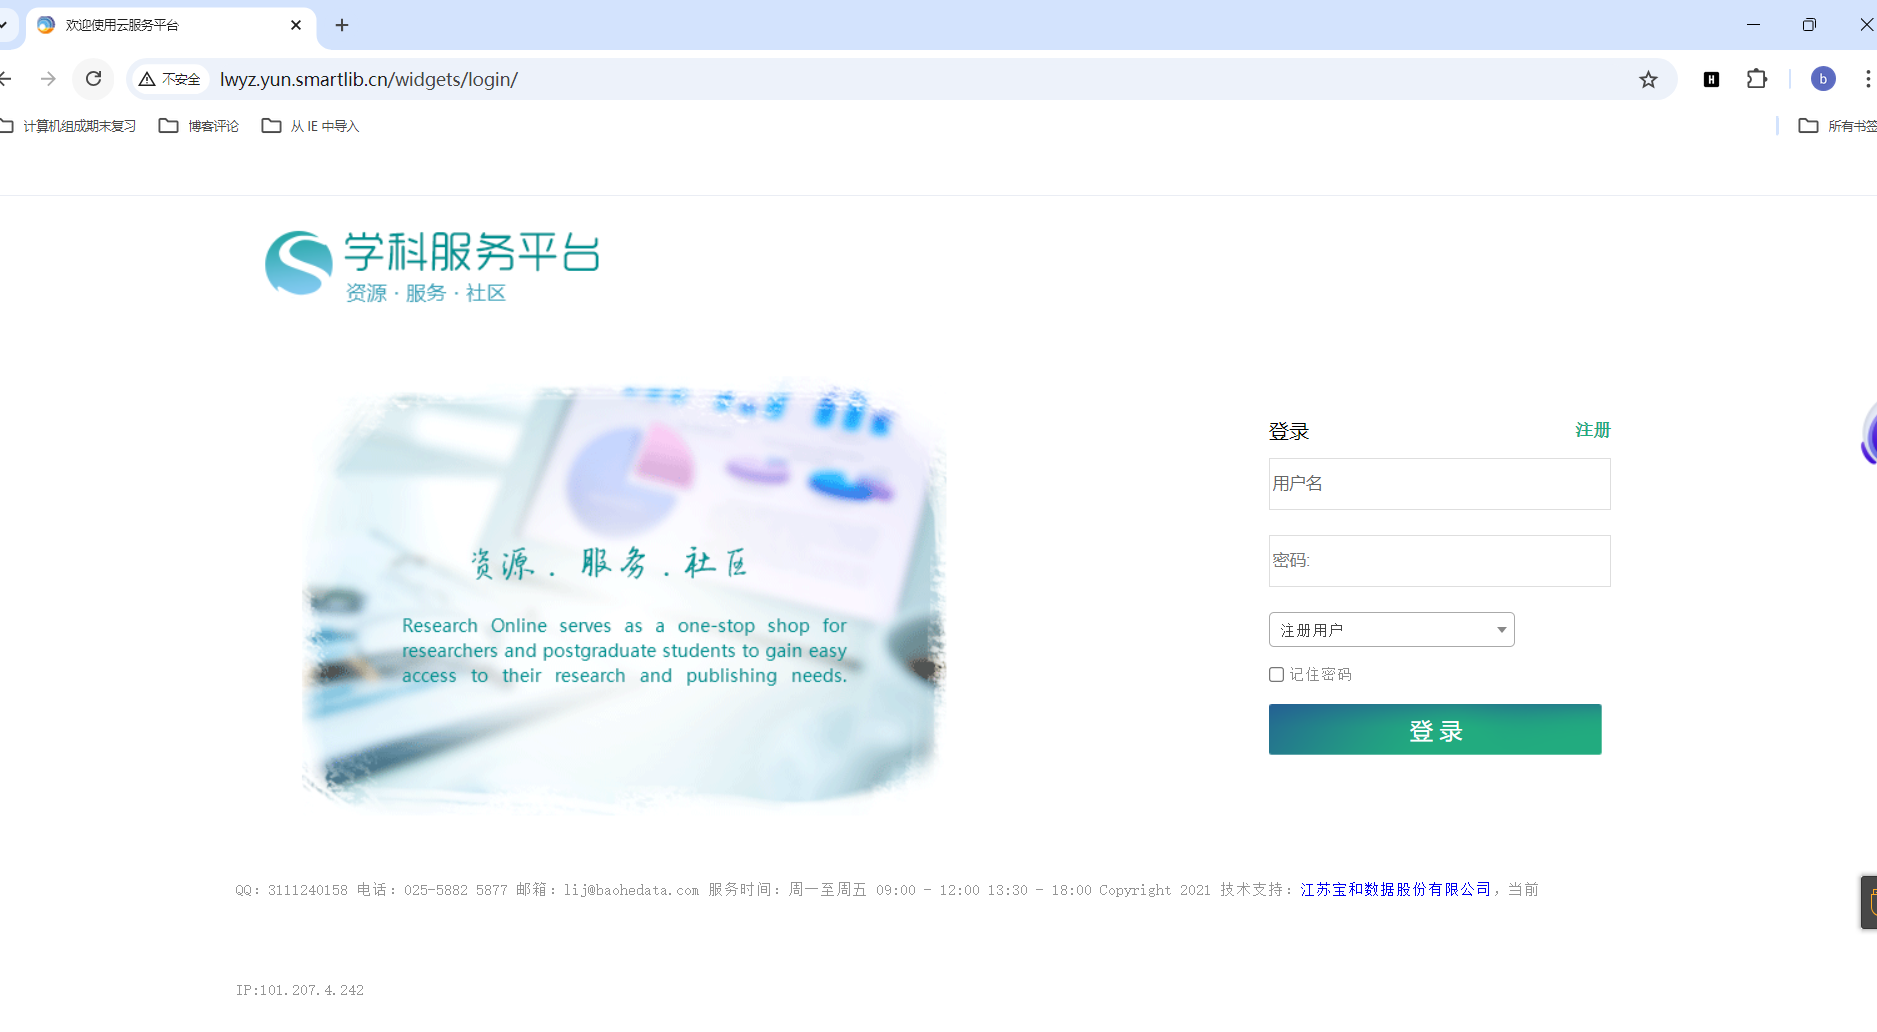 欢迎使用云服务平台
不安全
lwyz.yun.smartlib.cn/widgets/login/
b
计算机组成期末复习
博客评论
从 IE 中导入
所有书签
学科服务平台
资源 · 服务 · 社区
资源 . 服务 . 社区
Research Online serves as a one-stop shop for
researchers and postgraduate students to gain easy
access to their research and publishing needs.
登录
注册
用户名
密码:
注册用户
记住密码
登录
QQ: 3111240158 电话: 025-5882 5877 邮箱: lij@baohedata.com 服务时间: 周一至周五 09:00 - 12:00 13:30 - 18:00 Copyright 2021 技术支持: 江苏宝和数据股份有限公司, 当前
IP:101.207.4.242